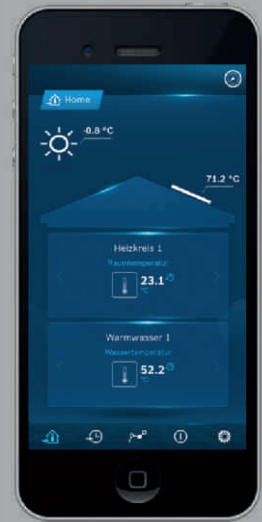 Home
-0.8 °C
71.2 °C
Heizkreis 1
Raumtemperatur
23.1
°C
Warmwasser 1
Wassertemperatur
52.2
°C